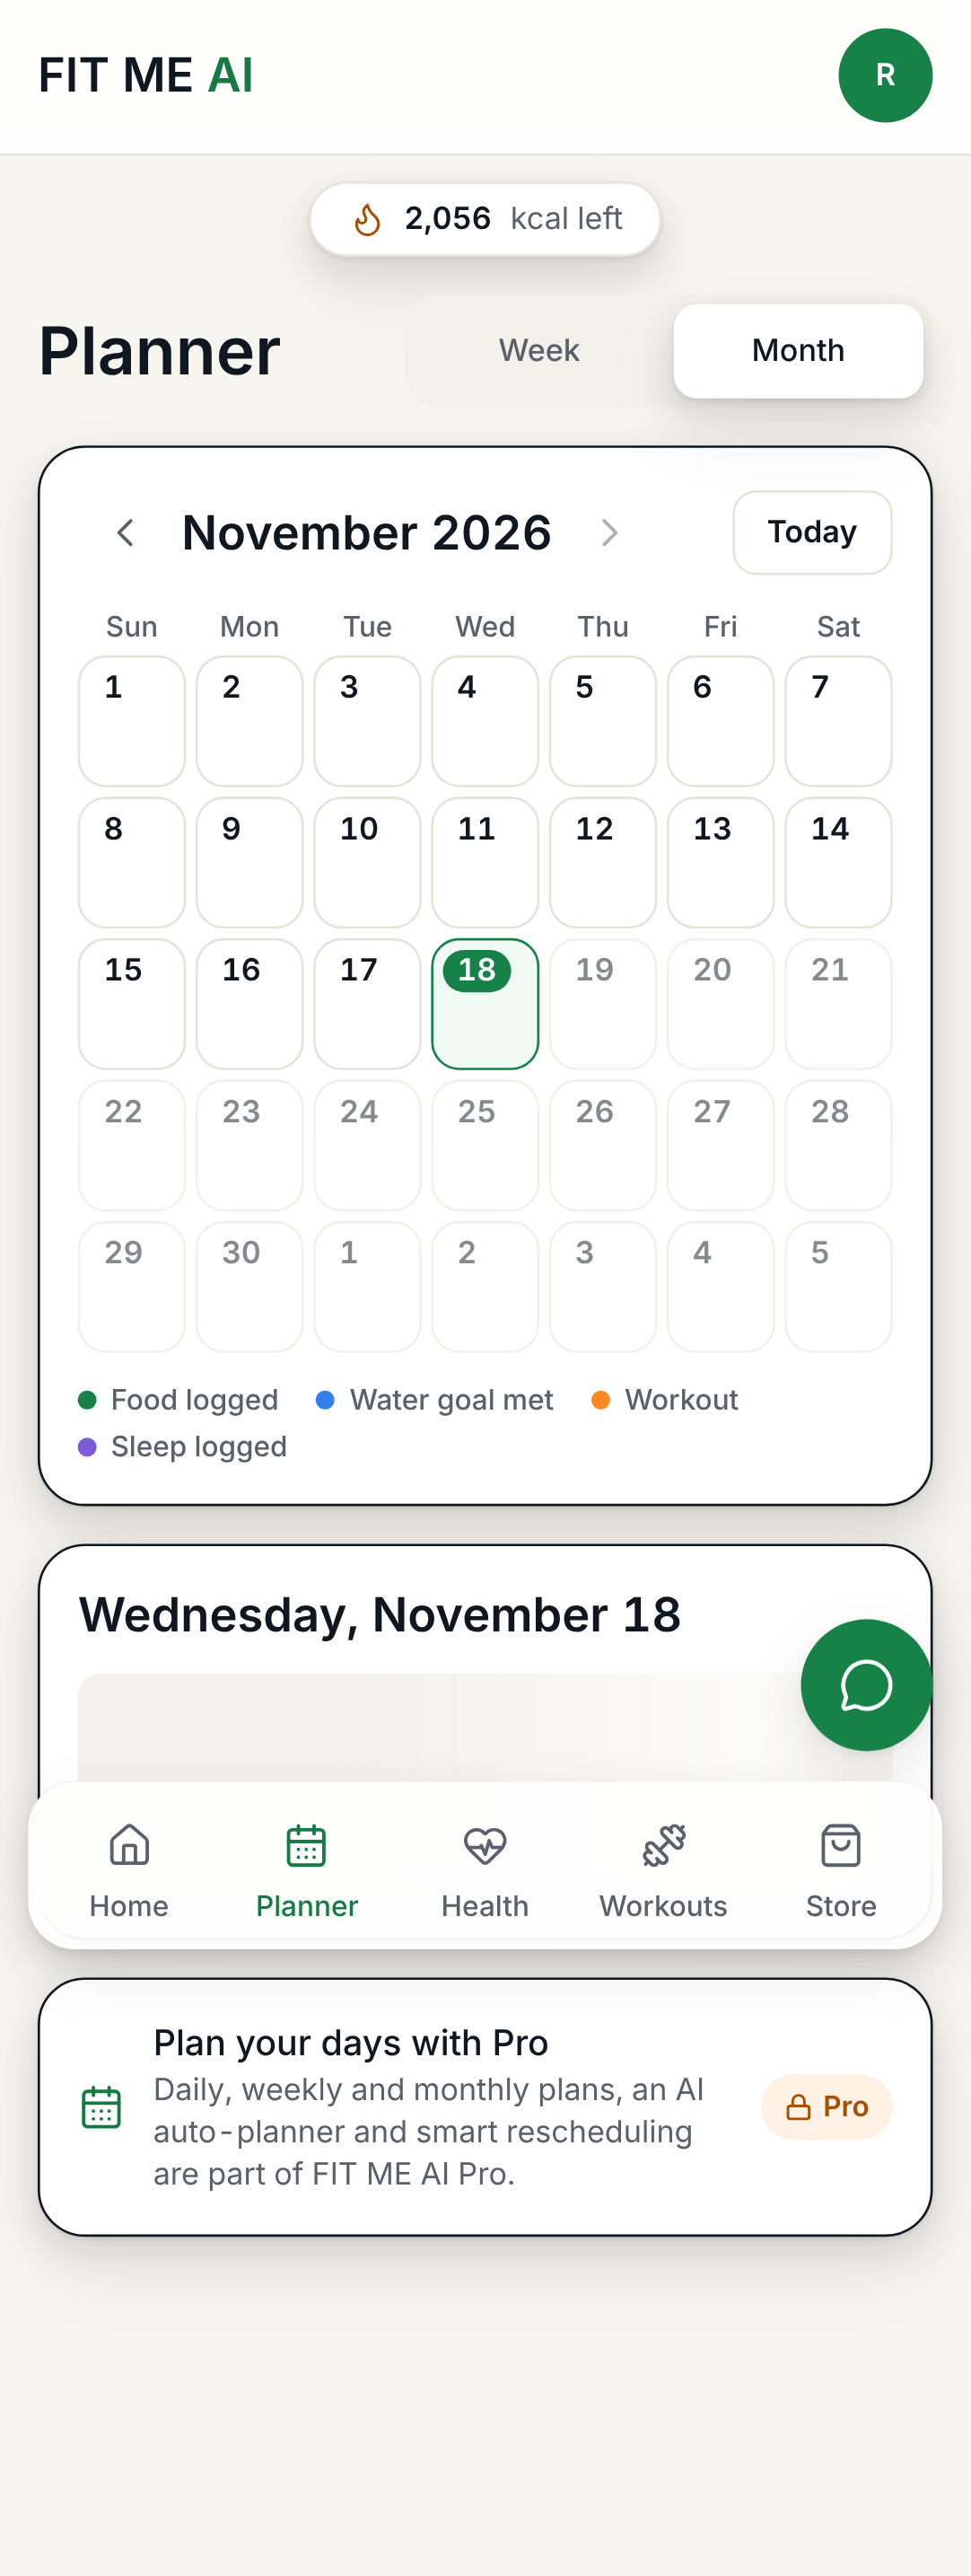 FIT ME AI
R
2,056 kcal left
Planner
Week
Month
November 2026
Today
Sun Mon Tue Wed Thu Fri Sat
1 2 3 4 5 6 7
8 9 10 11 12 13 14
15 16 17 18 19 20 21
22 23 24 25 26 27 28
29 30 1 2 3 4 5
Food logged Water goal met Workout
Sleep logged
Wednesday, November 18
Home Planner Health Workouts Store
Plan your days with Pro
Daily, weekly and monthly plans, an AI
auto-planner and smart rescheduling
are part of FIT ME AI Pro.
Pro